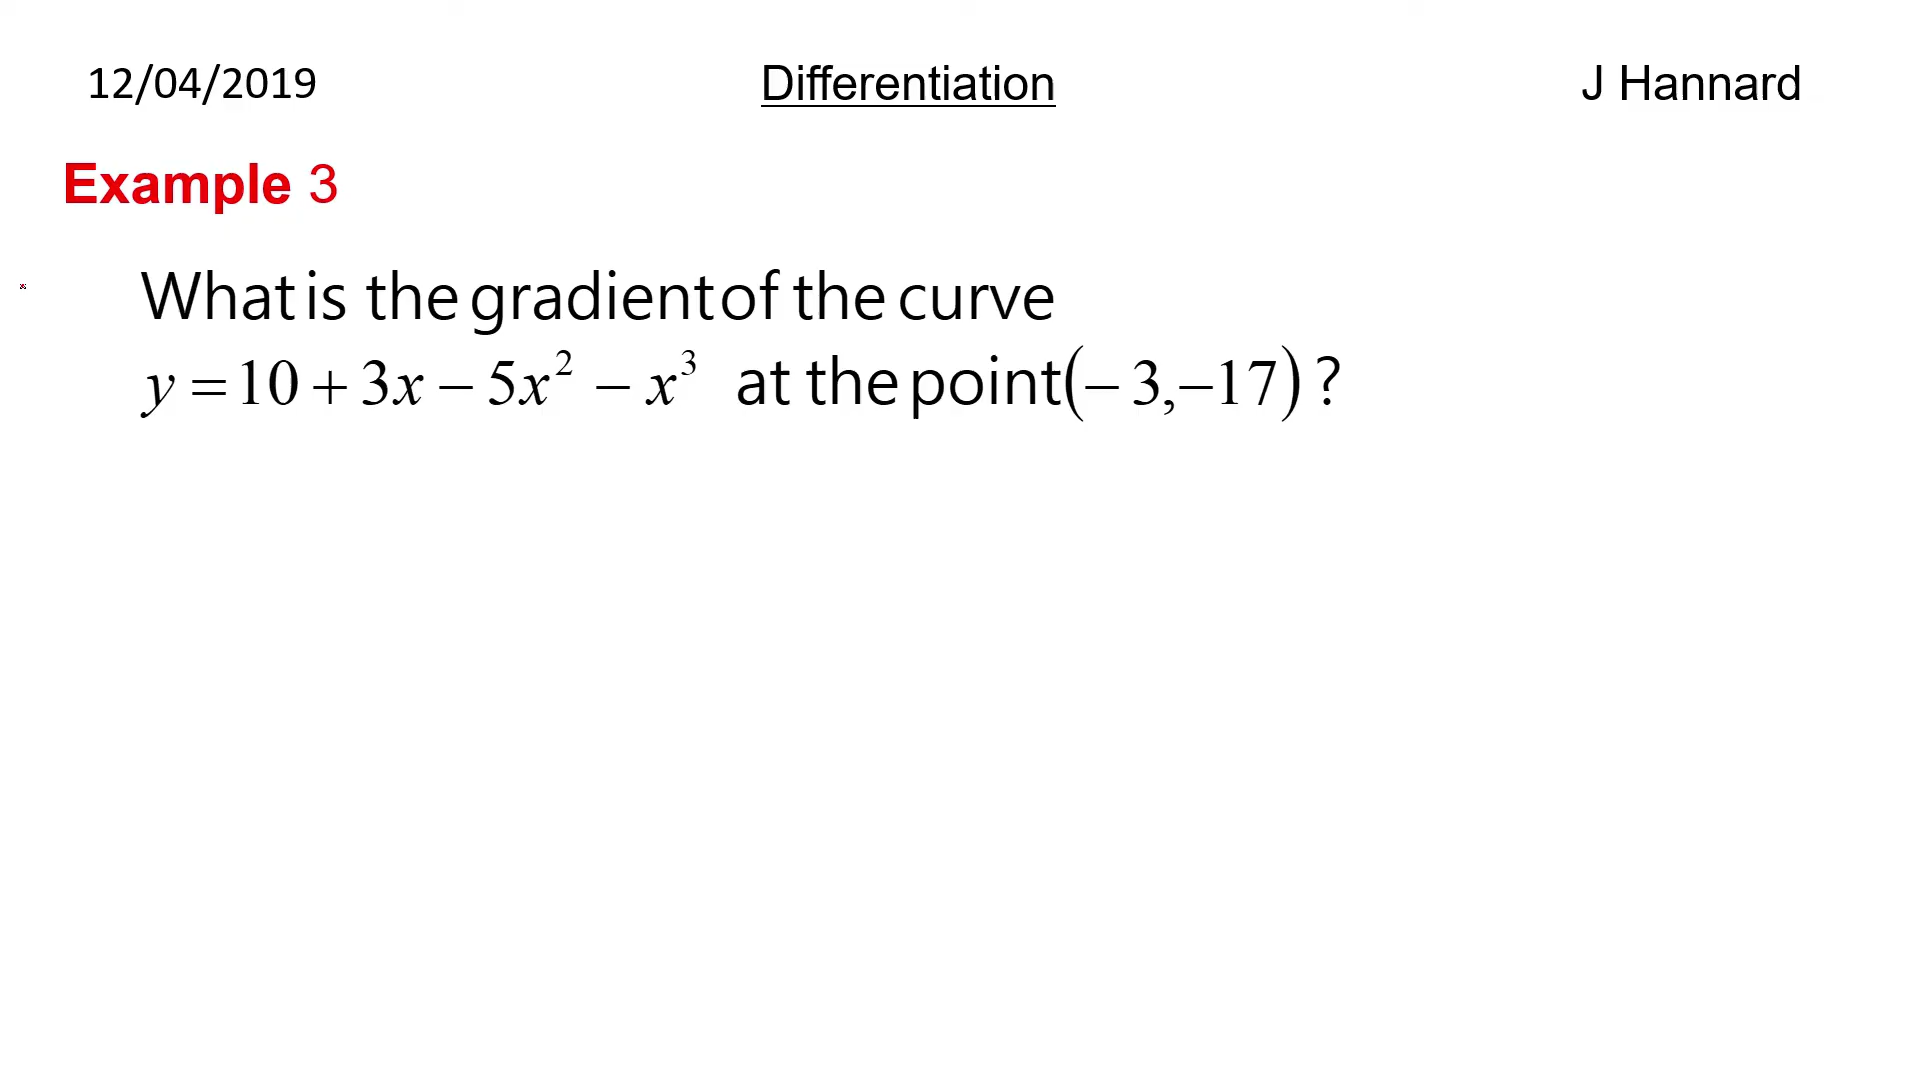 12/04/2019 Differentiation J Hannard
Example 3
What is the gradient of the curve
y = 10 + 3x − 5x² − x³ at the point (− 3,−17) ?